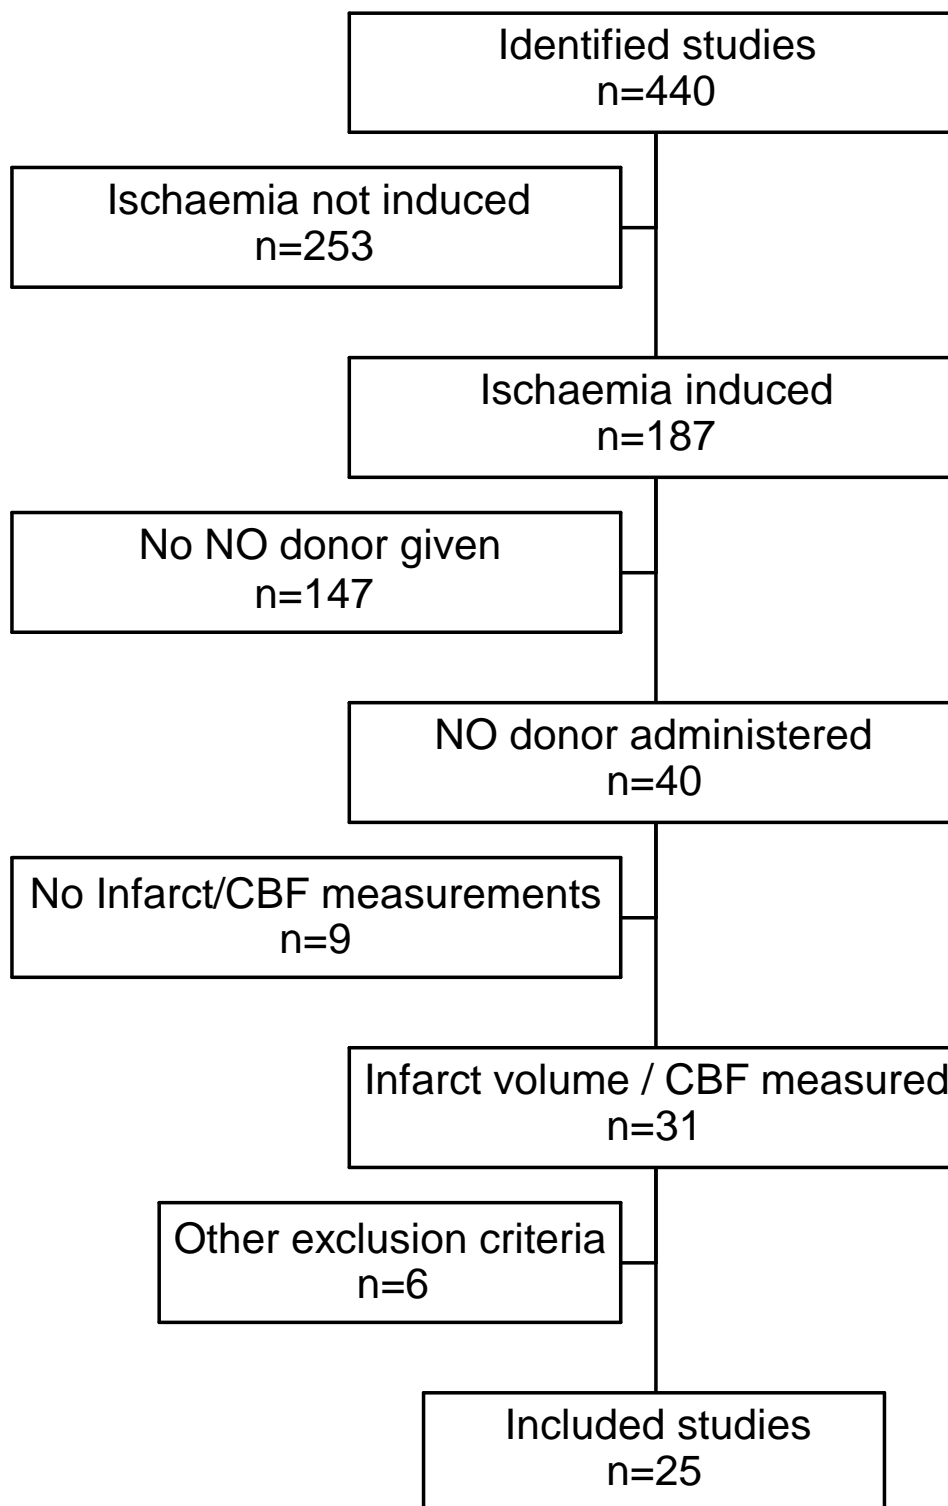 Identified studies
n=440
Ischaemia not induced
n=253
Ischaemia induced
n=187
No NO donor given
n=147
NO donor administered
n=40
No Infarct/CBF measurements
n=9
Infarct volume / CBF measured
n=31
Other exclusion criteria
n=6
Included studies
n=25